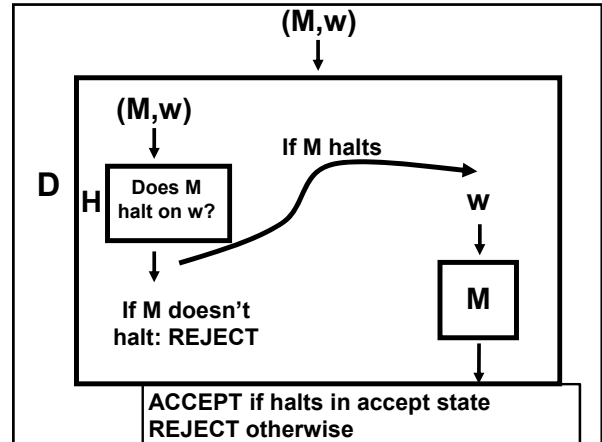 (M,w)
(M,w)
If M halts
D
H
Does M
halt on w?
w
M
If M doesn't
halt: REJECT
ACCEPT if halts in accept state
REJECT otherwise